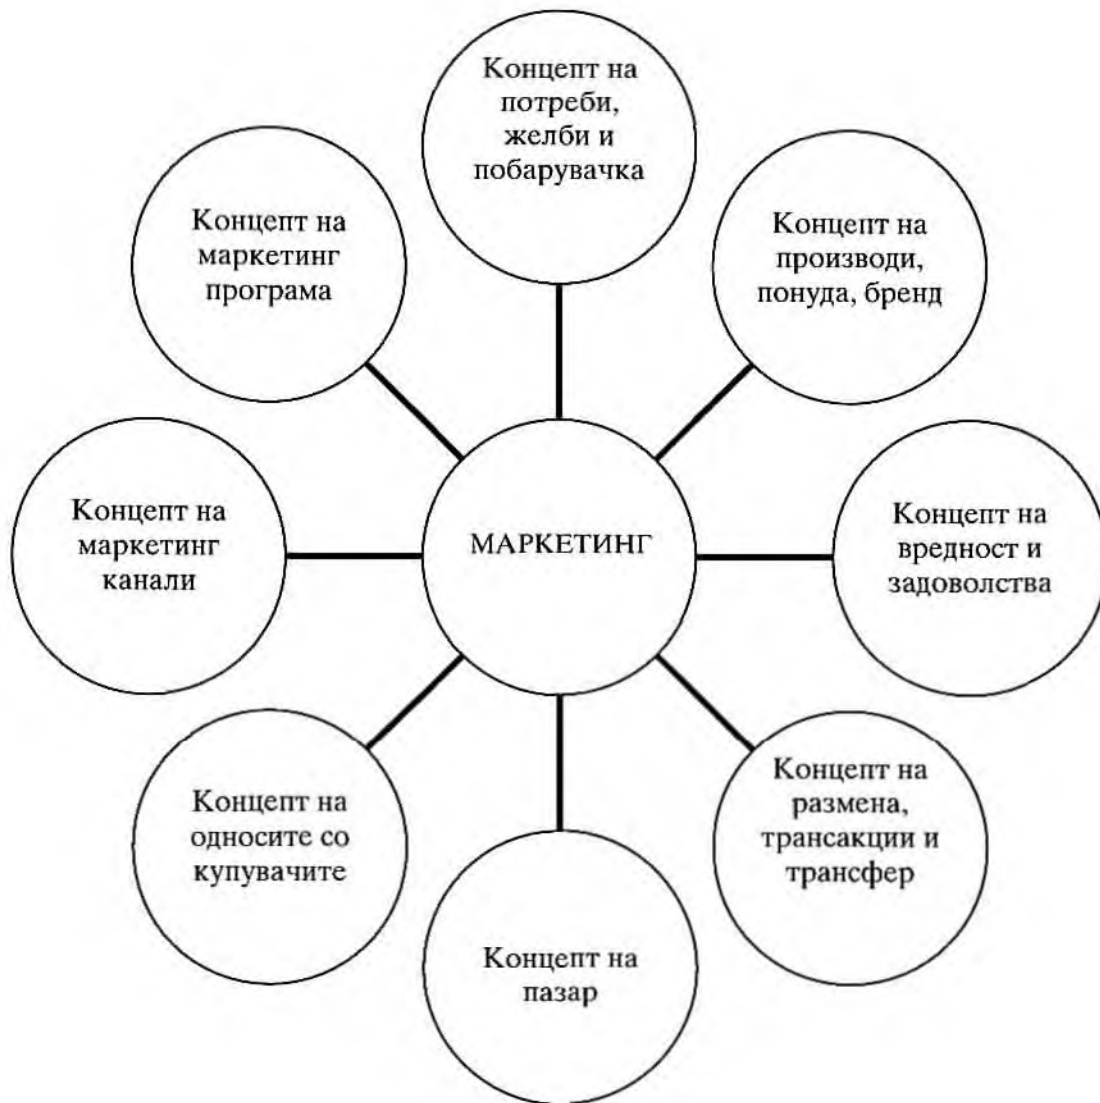 Концепт на
потреби,
желби и
побарувачка
Концепт на
производи,
понуда, бренд
Концепт на
вредност и
задоволства
Концепт на
размена,
трансакции и
трансфер
Концепт на
пазар
Концепт на
односите со
купувачите
Концепт на
маркетинг
канали
Концепт на
маркетинг
програма
МАРКЕТИНГ